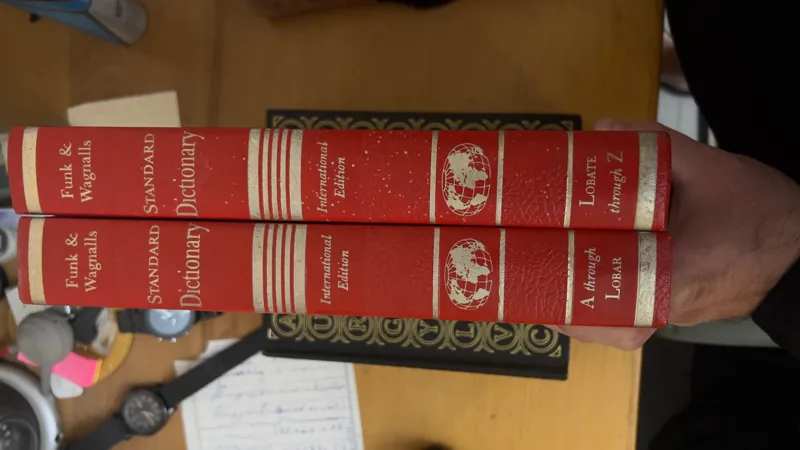 Funk &
Wagnalls
STANDARD
Dictionary
International
Edition
LOBATE
through Z
Funk &
Wagnalls
STANDARD
Dictionary
International
Edition
A through
LOBAR